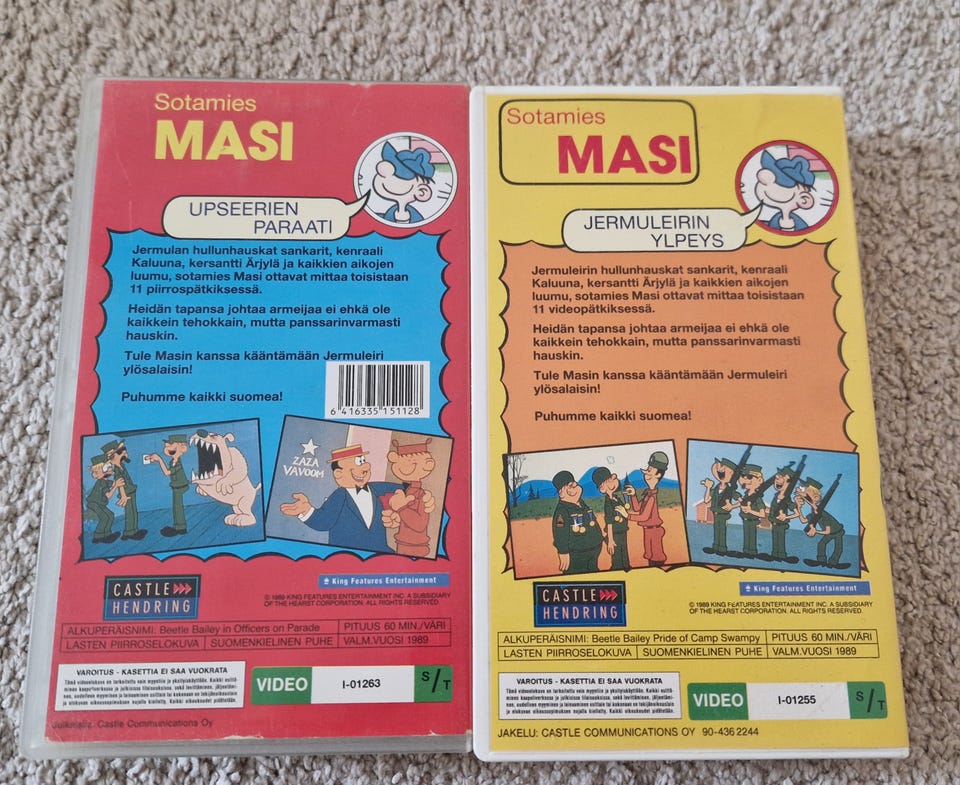 Sotamies
MASI
UPSEERIEN
PARAATI
Jermulan hullunhauskat sankarit, kenraali
Kaluuna, kersantti Ärjylä ja kaikkien aikojen
luumu, sotamies Masi ottavat mittaa toisistaan
11 piirrospätkiksessä.
Heidän tapansa johtaa armeijaa ei ehkä ole
kaikkein tehokkain, mutta panssarinvarmasti
hauskin.
Tule Masin kanssa kääntämään Jermuleiri
ylösalaisin!
Puhumme kaikki suomea!
6 416335 151128
ZAZA
VAVOOM
CASTLE
HENDRING
King Features Entertainment
© 1989 KING FEATURES ENTERTAINMENT INC. A SUBSIDIARY
OF THE HEARST CORPORATION. ALL RIGHTS RESERVED.
ALKUPERÄISNIMI: Beetle Bailey in Officers on Parade
PITUUS 60 MIN./VÄRI
LASTEN PIIRROSELOKUVA
SUOMENKIELINEN PUHE
VALM.VUOSI 1989
VAROITUS - KASETTIA EI SAA VUOKRATA
VIDEO
I-01263
S/T
Julkaisija: Castle Communications Oy
Sotamies
MASI
JERMULEIRIN
YLPEYS
Jermuleirin hullunhauskat sankarit, kenraali
Kaluuna, kersantti Ärjylä ja kaikkien aikojen
luumu, sotamies Masi ottavat mittaa toisistaan
11 videopätkiksessä.
Heidän tapansa johtaa armeijaa ei ehkä ole
kaikkein tehokkain, mutta panssarinvarmasti
hauskin.
Tule Masin kanssa kääntämään Jermuleiri
ylösalaisin!
Puhumme kaikki suomea!
CASTLE
HENDRING
King Features Entertainment
© 1989 KING FEATURES ENTERTAINMENT INC. A SUBSIDIARY
OF THE HEARST CORPORATION. ALL RIGHTS RESERVED.
ALKUPERÄISNIMI: Beetle Bailey Pride of Camp Swampy
PITUUS 60 MIN./VÄRI
LASTEN PIIRROSELOKUVA
SUOMENKIELINEN PUHE
VALM.VUOSI 1989
VAROITUS - KASETTIA EI SAA VUOKRATA
VIDEO
I-01255
S/T
JAKELU: CASTLE COMMUNICATIONS OY 90-436 2244